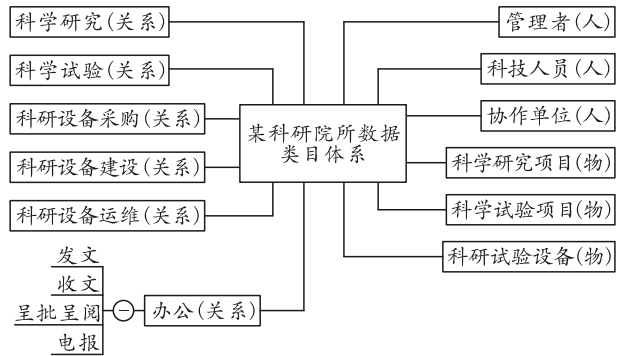 科学研究(关系)
科学试验(关系)
科研设备采购(关系)
科研设备建设(关系)
科研设备运维(关系)
发文
收文
呈批呈阅
电报
办公(关系)
某科研院所数据
类目体系
管理者(人)
科技人员(人)
协作单位(人)
科学研究项目(物)
科学试验项目(物)
科研试验设备(物)